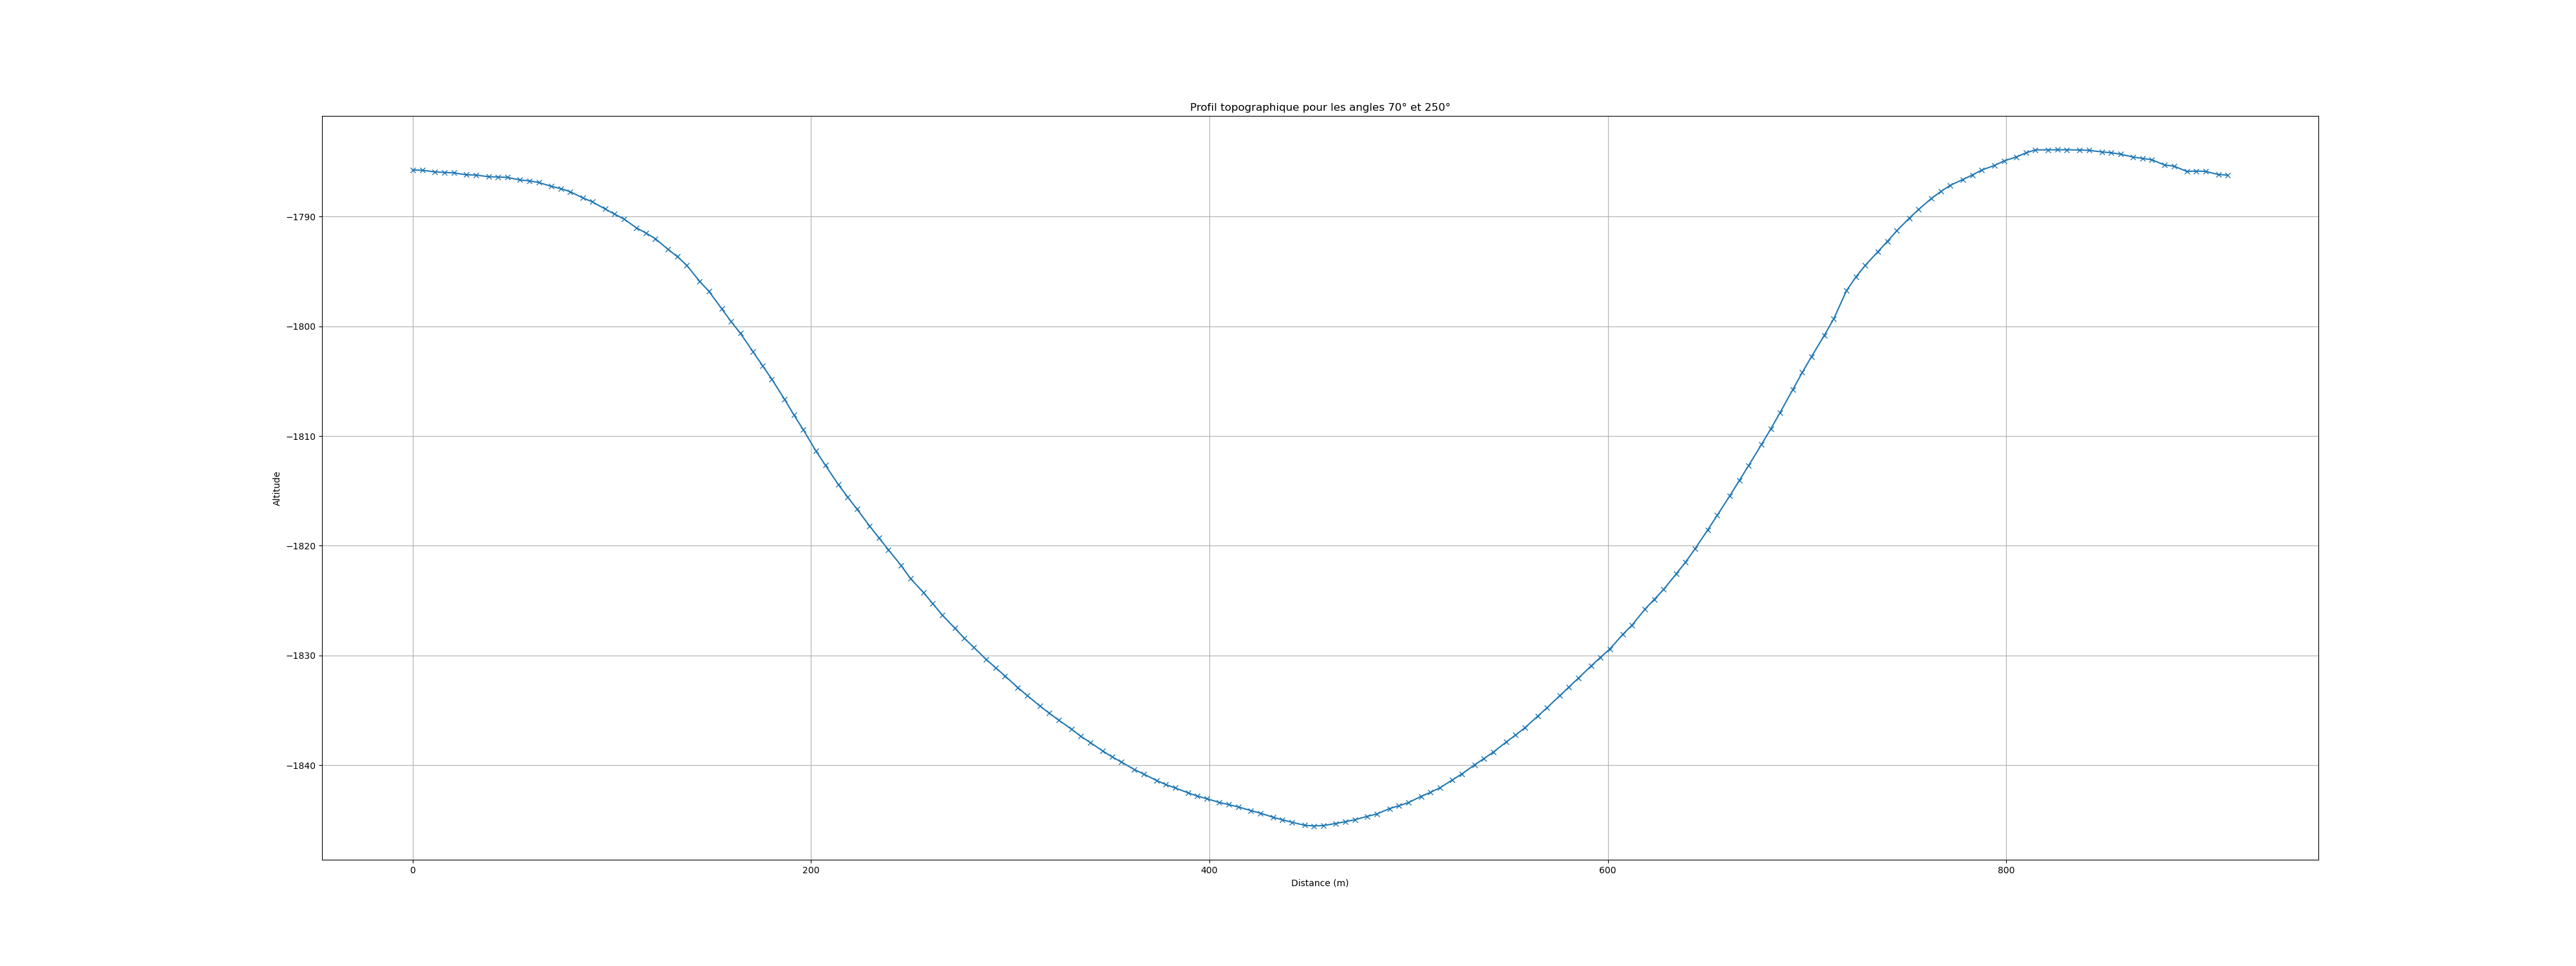 Profil topographique pour les angles 70° et 250°
Altitude
−1790
−1800
−1810
−1820
−1830
−1840
0 200 400 600 800
Distance (m)